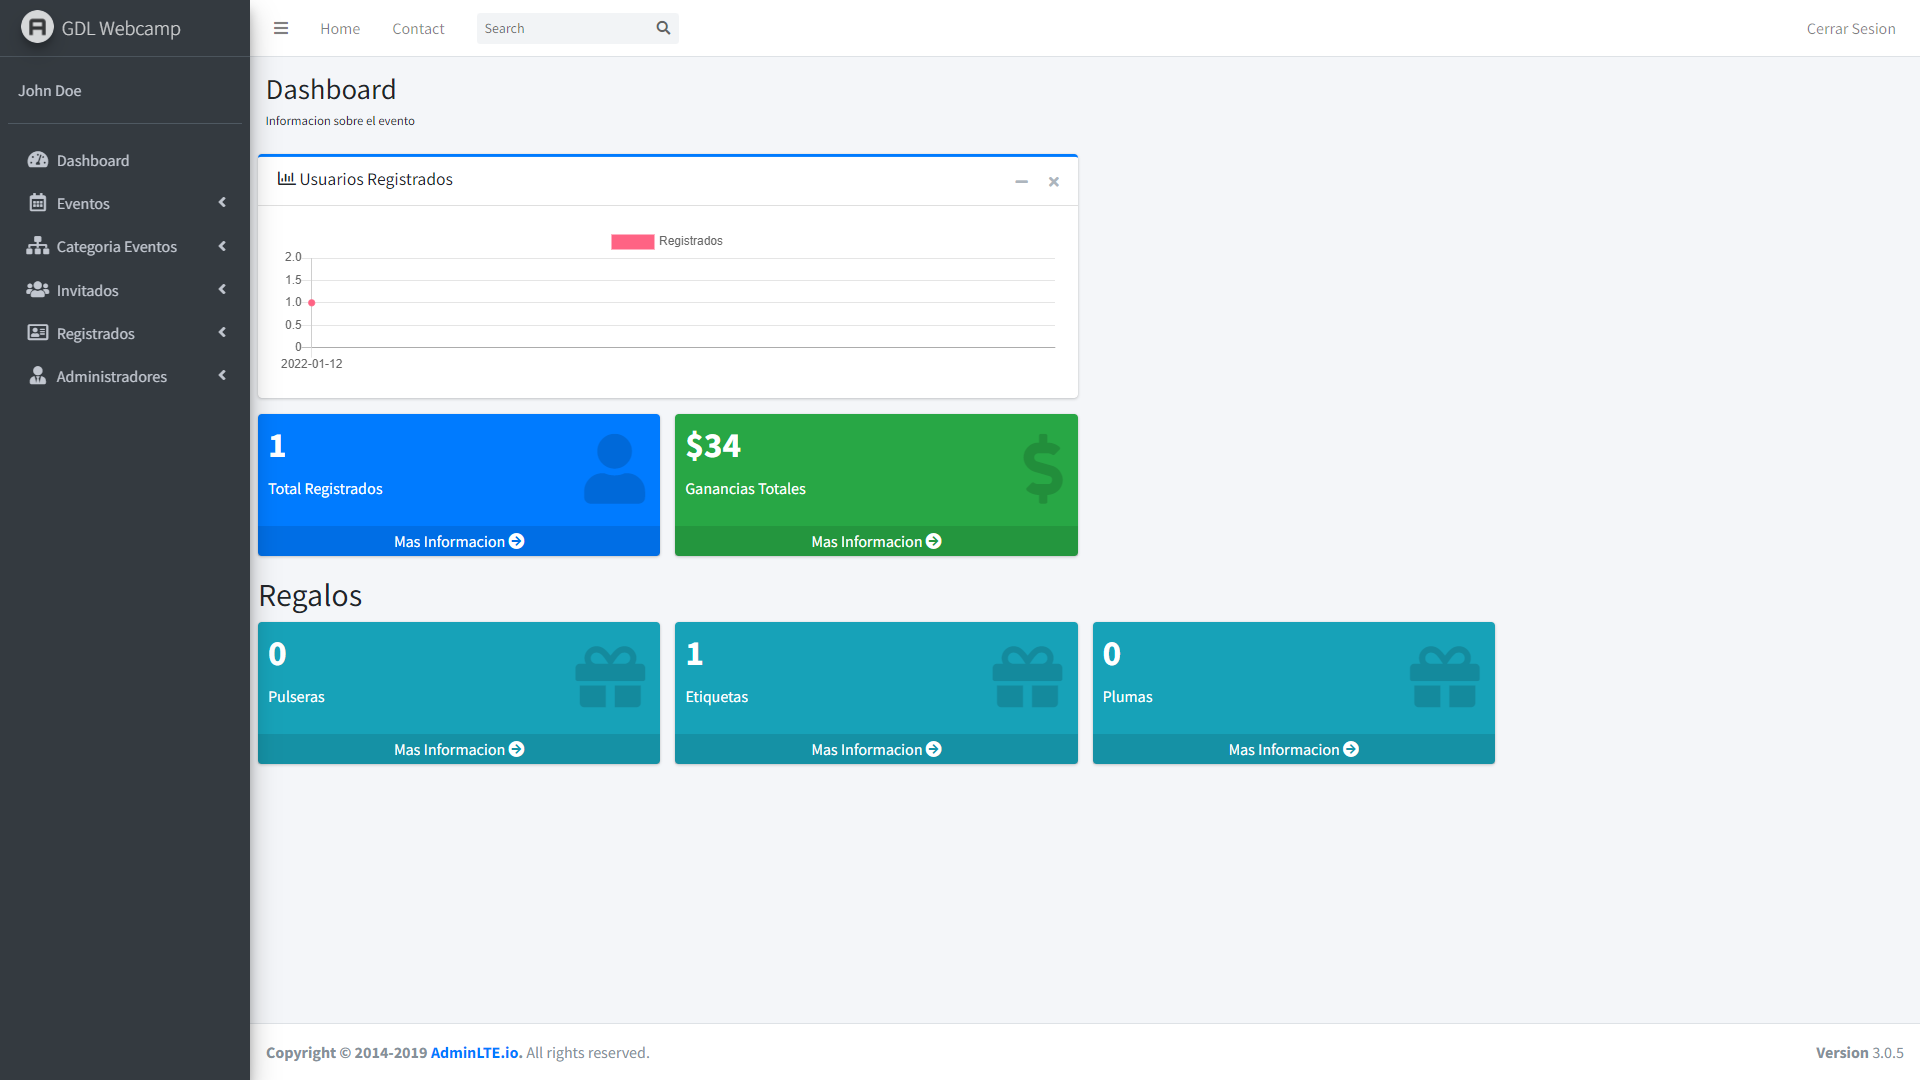 GDL Webcamp
Home
Contact
Search
Cerrar Sesion
John Doe
Dashboard
Eventos
Categoria Eventos
Invitados
Registrados
Administradores
Dashboard
Informacion sobre el evento
Usuarios Registrados
Registrados
2.0
1.5
1.0
0.5
0
2022-01-12
1
Total Registrados
Mas Informacion
$34
Ganancias Totales
Mas Informacion
Regalos
0
Pulseras
Mas Informacion
1
Etiquetas
Mas Informacion
0
Plumas
Mas Informacion
Copyright © 2014-2019 AdminLTE.io. All rights reserved.
Version 3.0.5